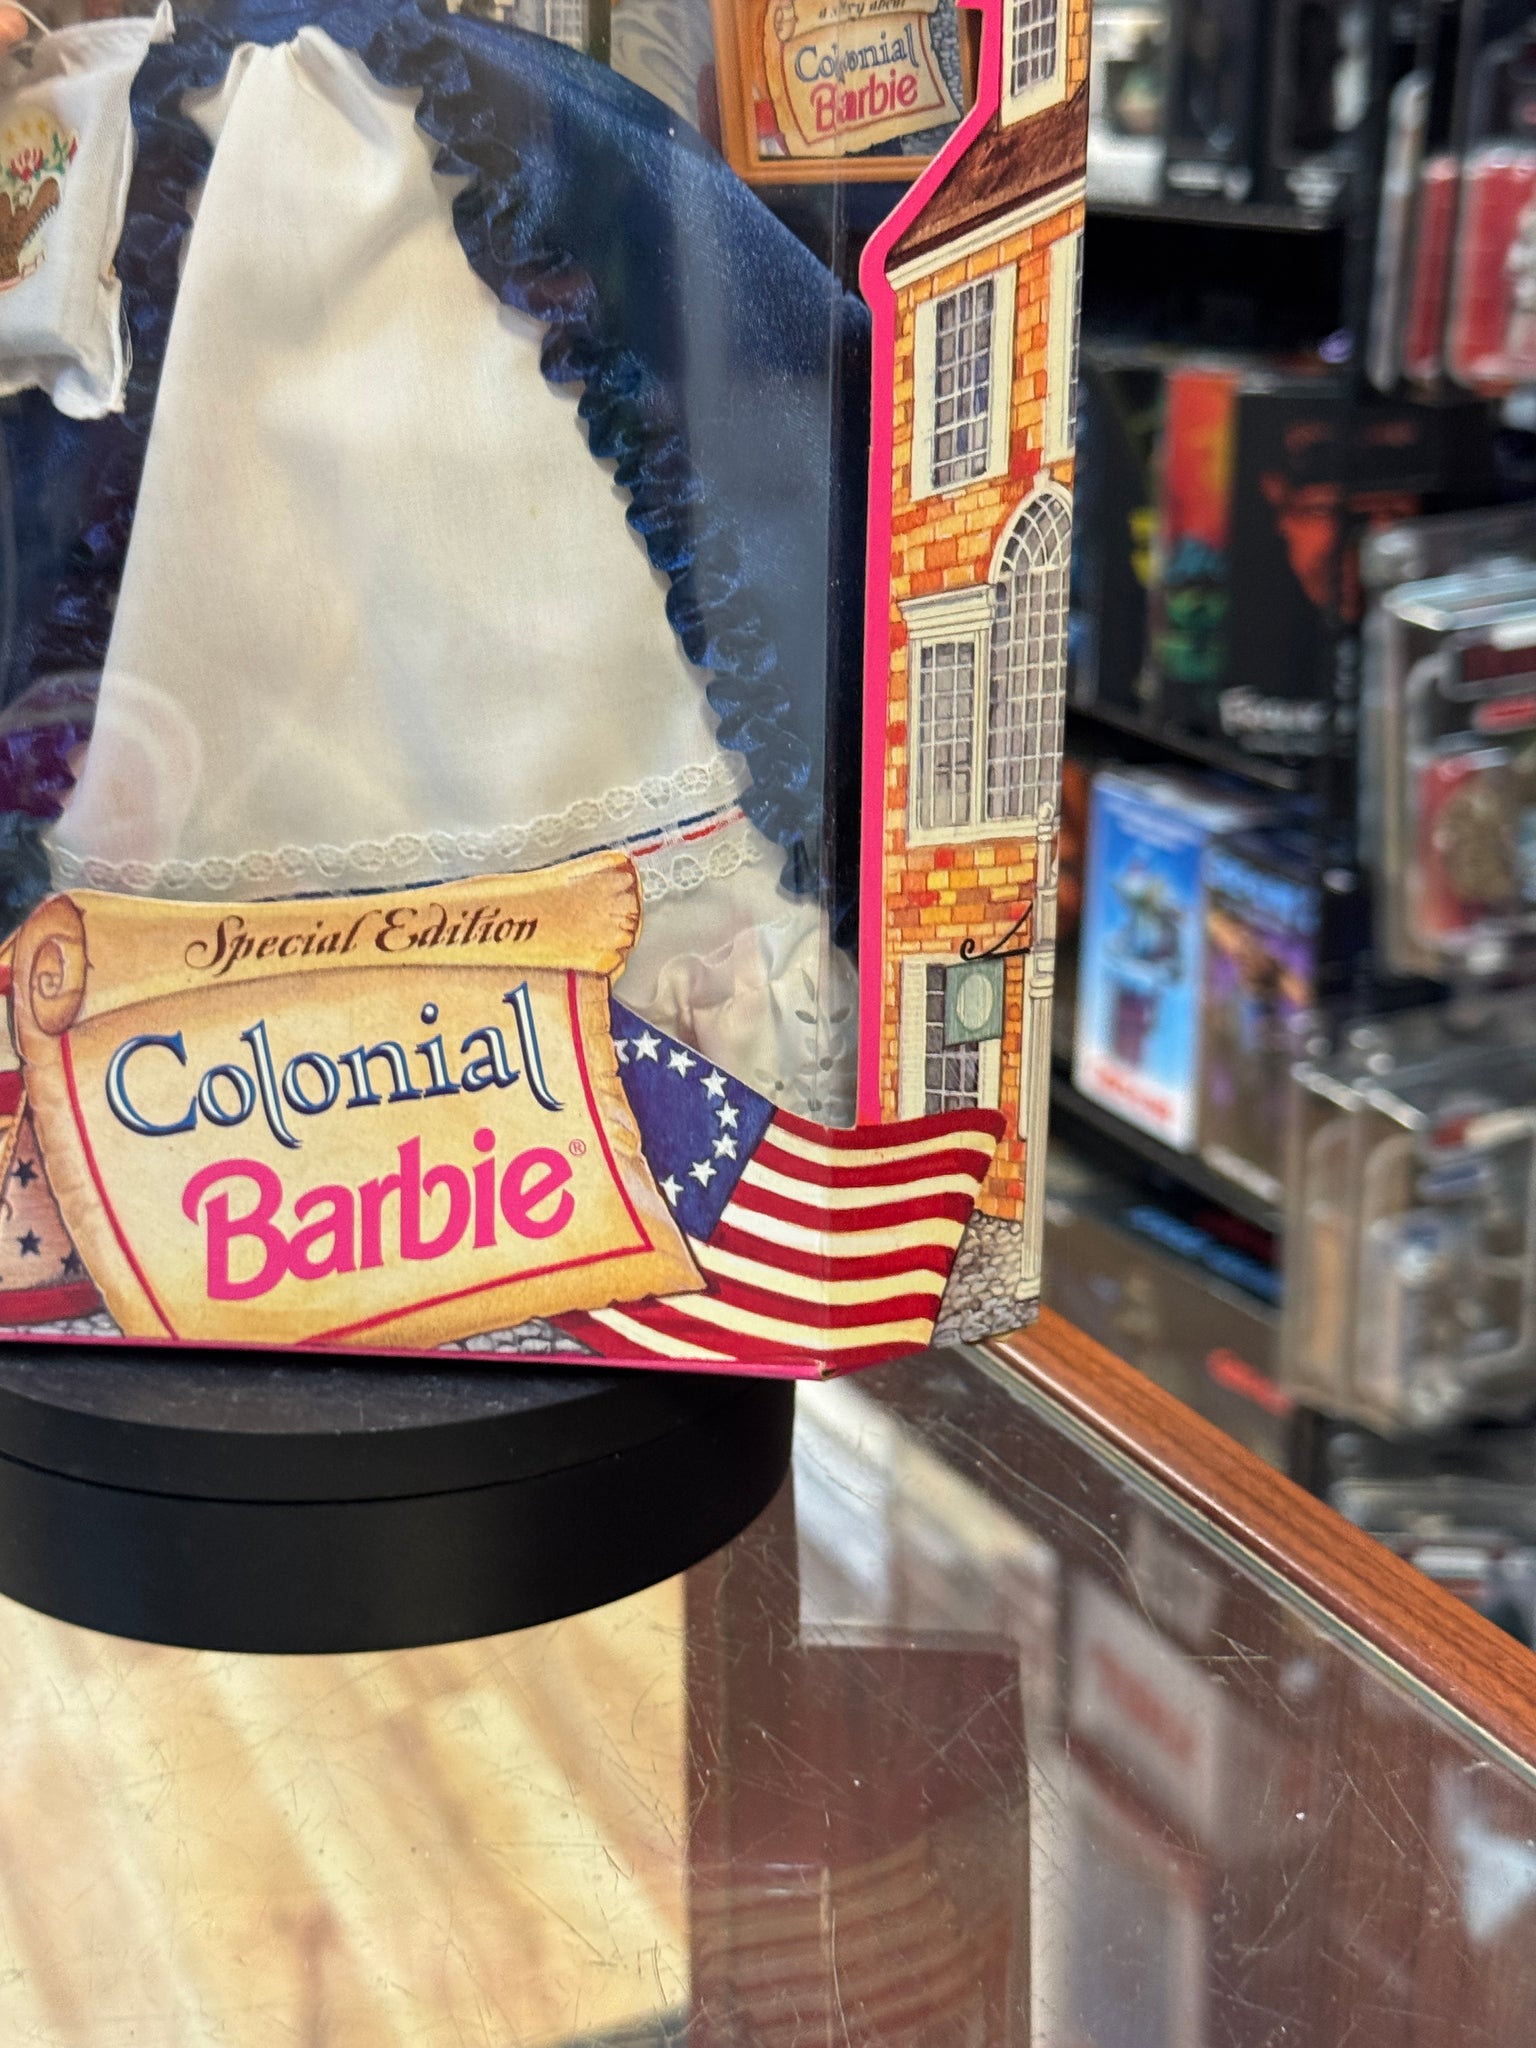 a story about
Colonial
Barbie
Special Edition
Colonial
Barbie®